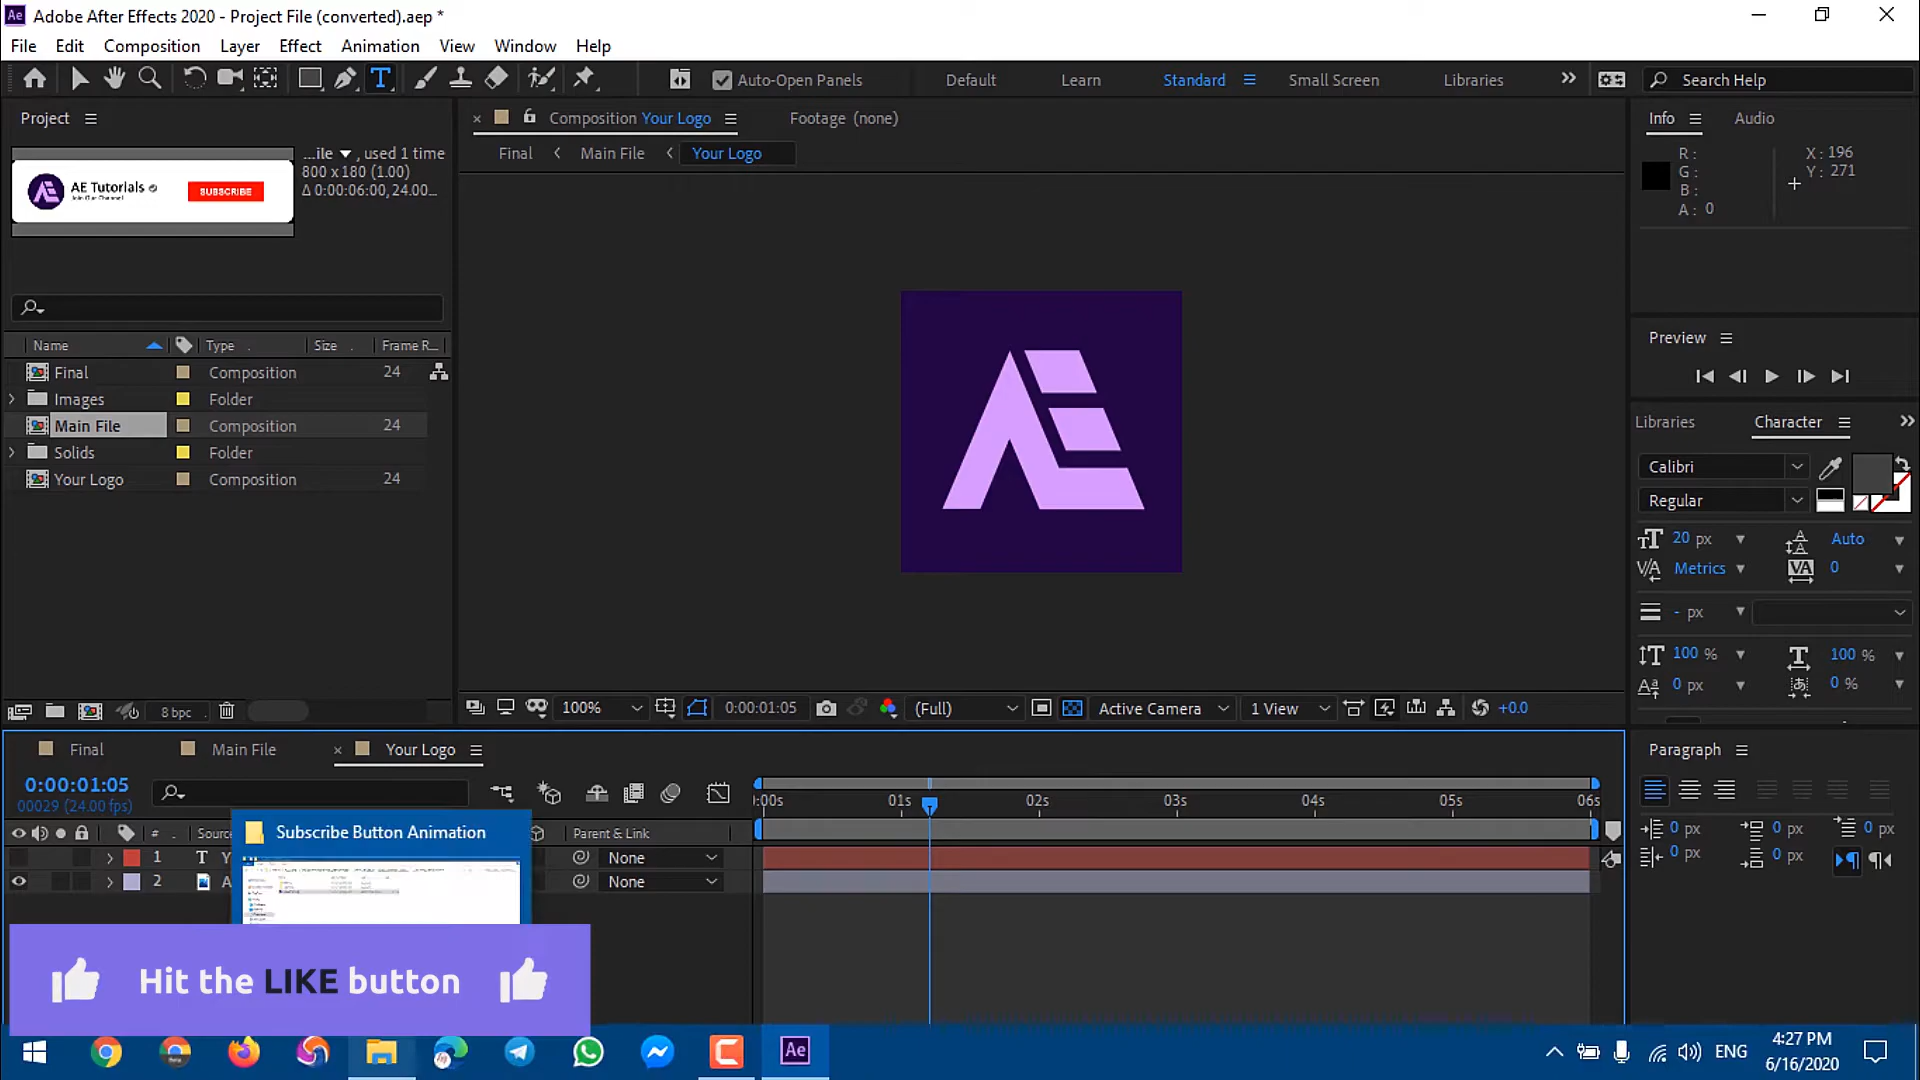 Adobe After Effects 2020 - Project File (converted).aep *
File Edit Composition Layer Effect Animation View Window Help
Auto-Open Panels Default Learn Standard Small Screen Libraries Search Help
Project
...ile, used 1 time
800 x 180 (1.00)
Δ 0:00:06:00, 24.00...
AE Tutorials
Join Our Channel
SUBSCRIBE
Name Type Size Frame R...
Final Composition 24
Images Folder
Main File Composition 24
Solids Folder
Your Logo Composition 24
8 bpc
Composition Your Logo
Footage (none)
Final Main File Your Logo
AE
100% 0:00:01:05 (Full) Active Camera 1 View +0.0
Info Audio
R: X: 196
G: Y: 271
B:
A: 0
Preview
Libraries Character
Calibri
Regular
20 px Auto
Metrics 0
- px
100 % 100 %
0 px 0 %
Final Main File Your Logo
0:00:01:05
00029 (24.00 fps)
:00s 01s 02s 03s 04s 05s 06s
# Sourc Parent & Link
1 T Y None
2 A None
Subscribe Button Animation
Hit the LIKE button
Paragraph
0 px 0 px 0 px
0 px 0 px
Ae
ENG
4:27 PM
6/16/2020